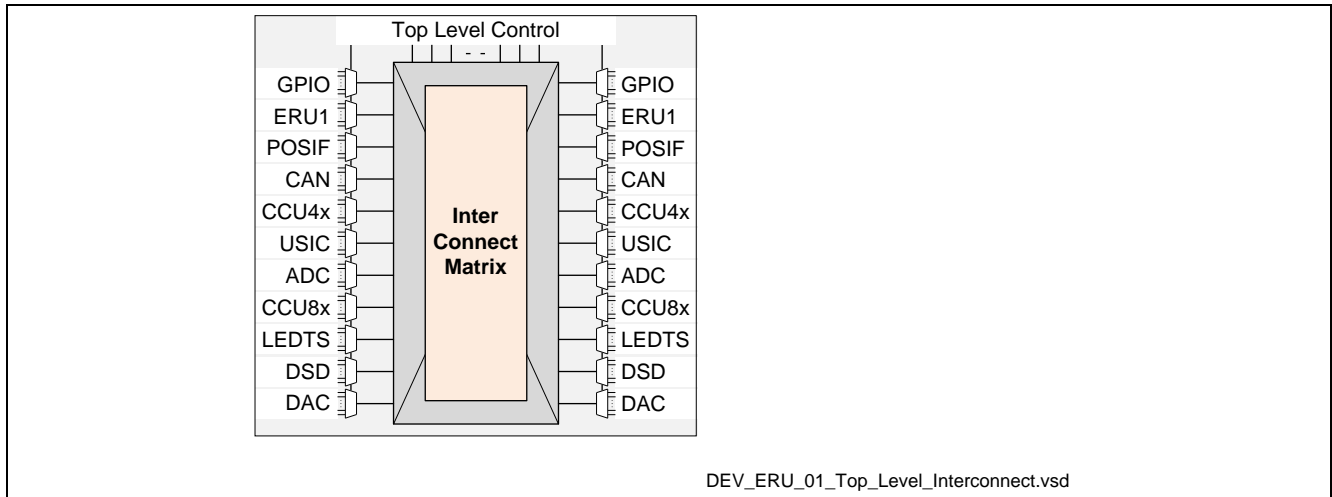 Top Level Control
GPIO
ERU1
POSIF
CAN
CCU4x
USIC
ADC
CCU8x
LEDTS
DSD
DAC
Inter
Connect
Matrix
GPIO
ERU1
POSIF
CAN
CCU4x
USIC
ADC
CCU8x
LEDTS
DSD
DAC
DEV_ERU_01_Top_Level_Interconnect.vsd